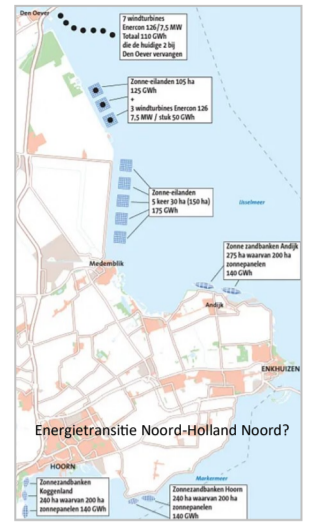 Den Oever
7 windturbines
Enercon 126/7,5 MW
Totaal 110 GWh
die de huidige 2 bij
Den Oever vervangen
Zonne-eilanden 105 ha
125 GWh
+
3 windturbines Enercon 126
7,5 MW / stuk 50 GWh
Zonne-eilanden
5 keer 30 ha (150 ha)
175 GWh
IJsselmeer
Zonne zandbanken Andijk
275 ha waarvan 200 ha
zonnepanelen
140 GWh
Medemblik
Andijk
ENKHUIZEN
Energietransitie Noord-Holland Noord?
HOORN
Markermeer
Zonnezandbanken
Koggenland
240 ha waarvan 200 ha
zonnepanelen 140 GWh
Zonnezandbanken Hoorn
240 ha waarvan 200 ha
zonnepanelen
140 GWh